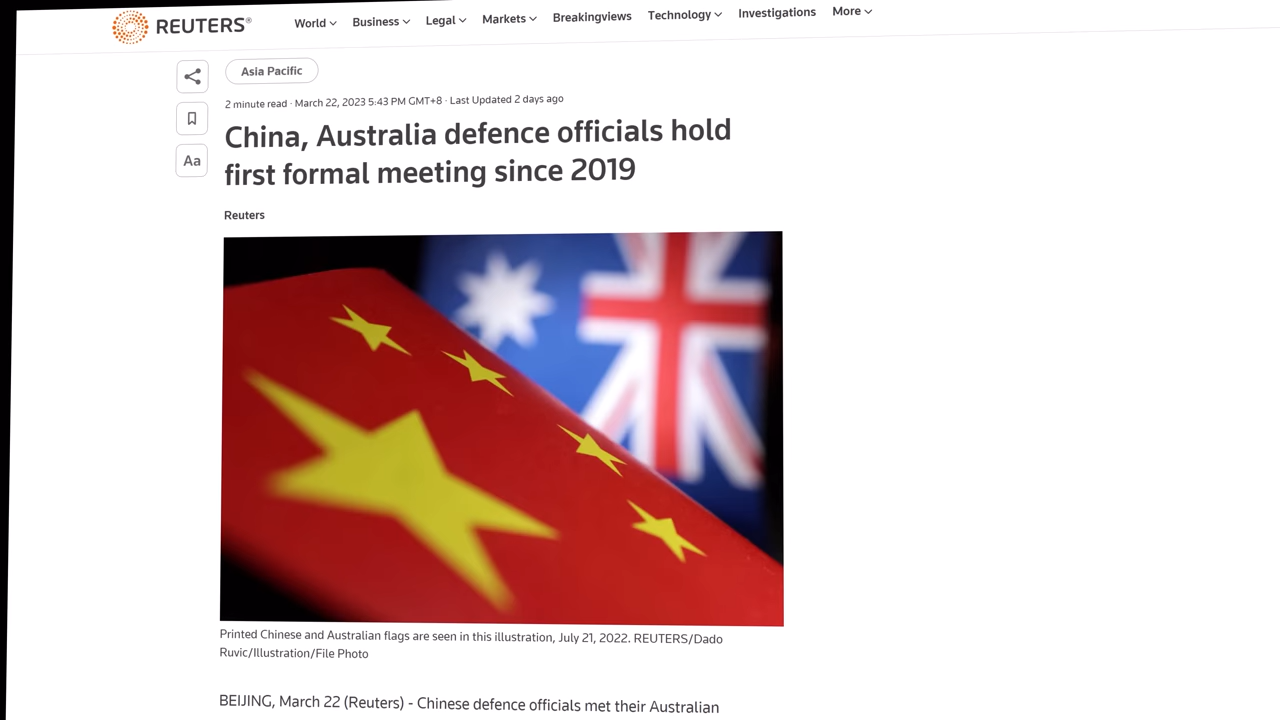 REUTERS®
World Business Legal Markets Breakingviews Technology Investigations More
Asia Pacific
2 minute read · March 22, 2023 5:43 PM GMT+8 · Last Updated 2 days ago
Aa
China, Australia defence officials hold
first formal meeting since 2019
Reuters
Printed Chinese and Australian flags are seen in this illustration, July 21, 2022. REUTERS/Dado
Ruvic/Illustration/File Photo
BEIJING, March 22 (Reuters) - Chinese defence officials met their Australian